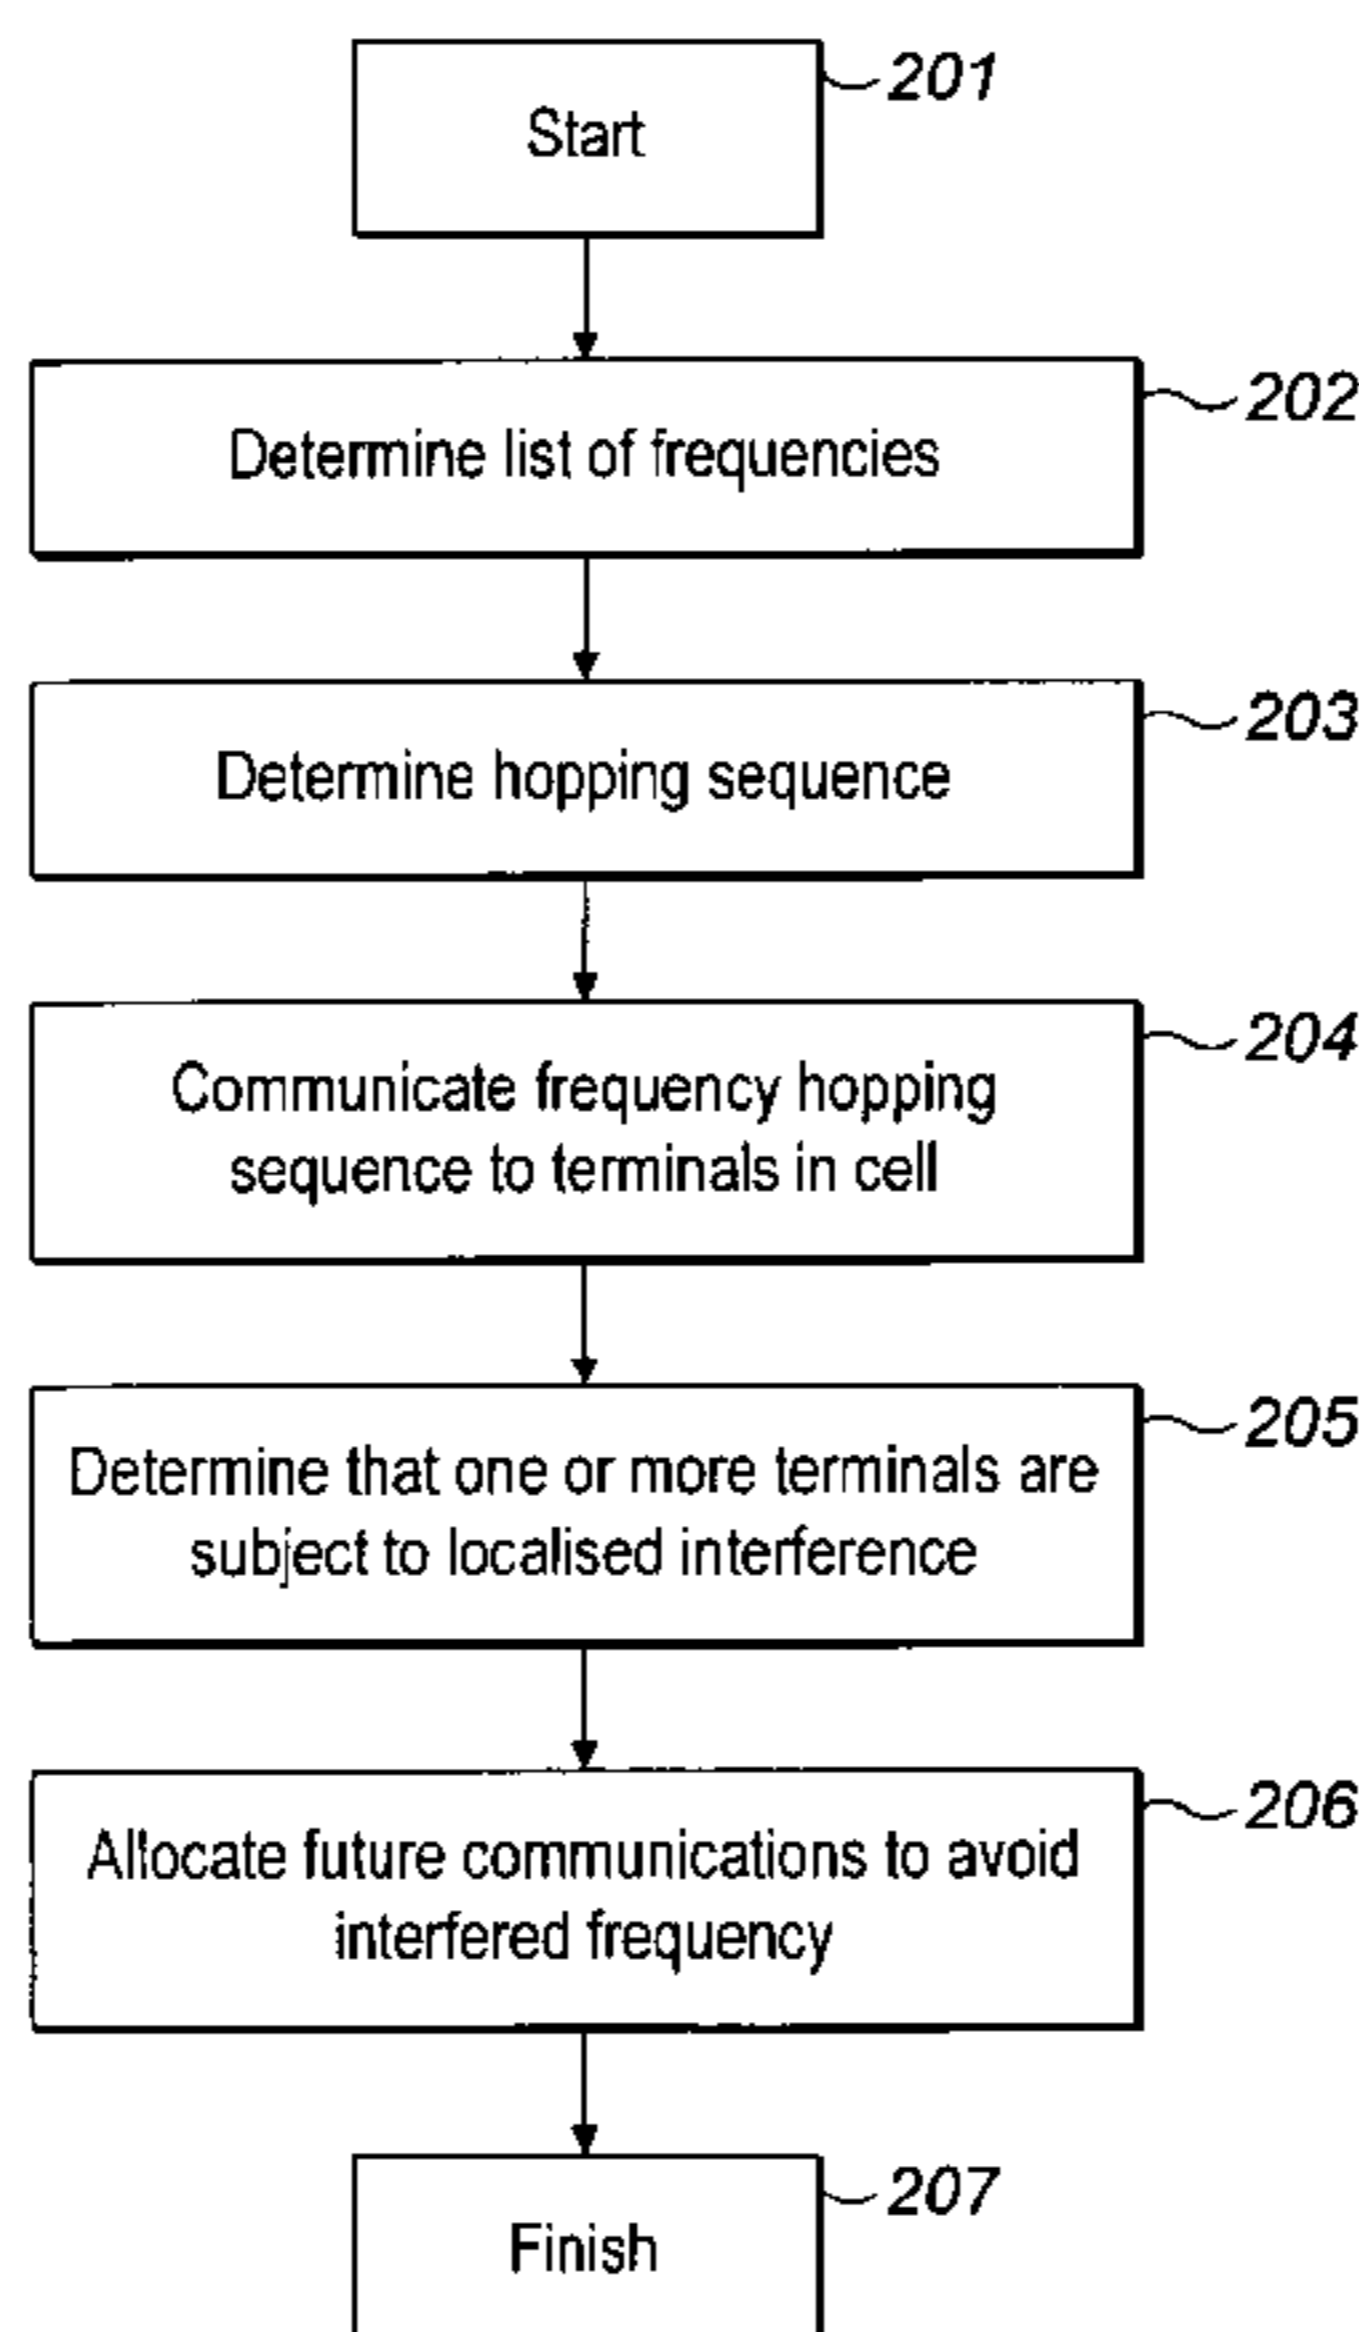 Start
201
Determine list of frequencies
202
Determine hopping sequence
203
Communicate frequency hopping
sequence to terminals in cell
204
Determine that one or more terminals are
subject to localised interference
205
Allocate future communications to avoid
interfered frequency
206
Finish
207